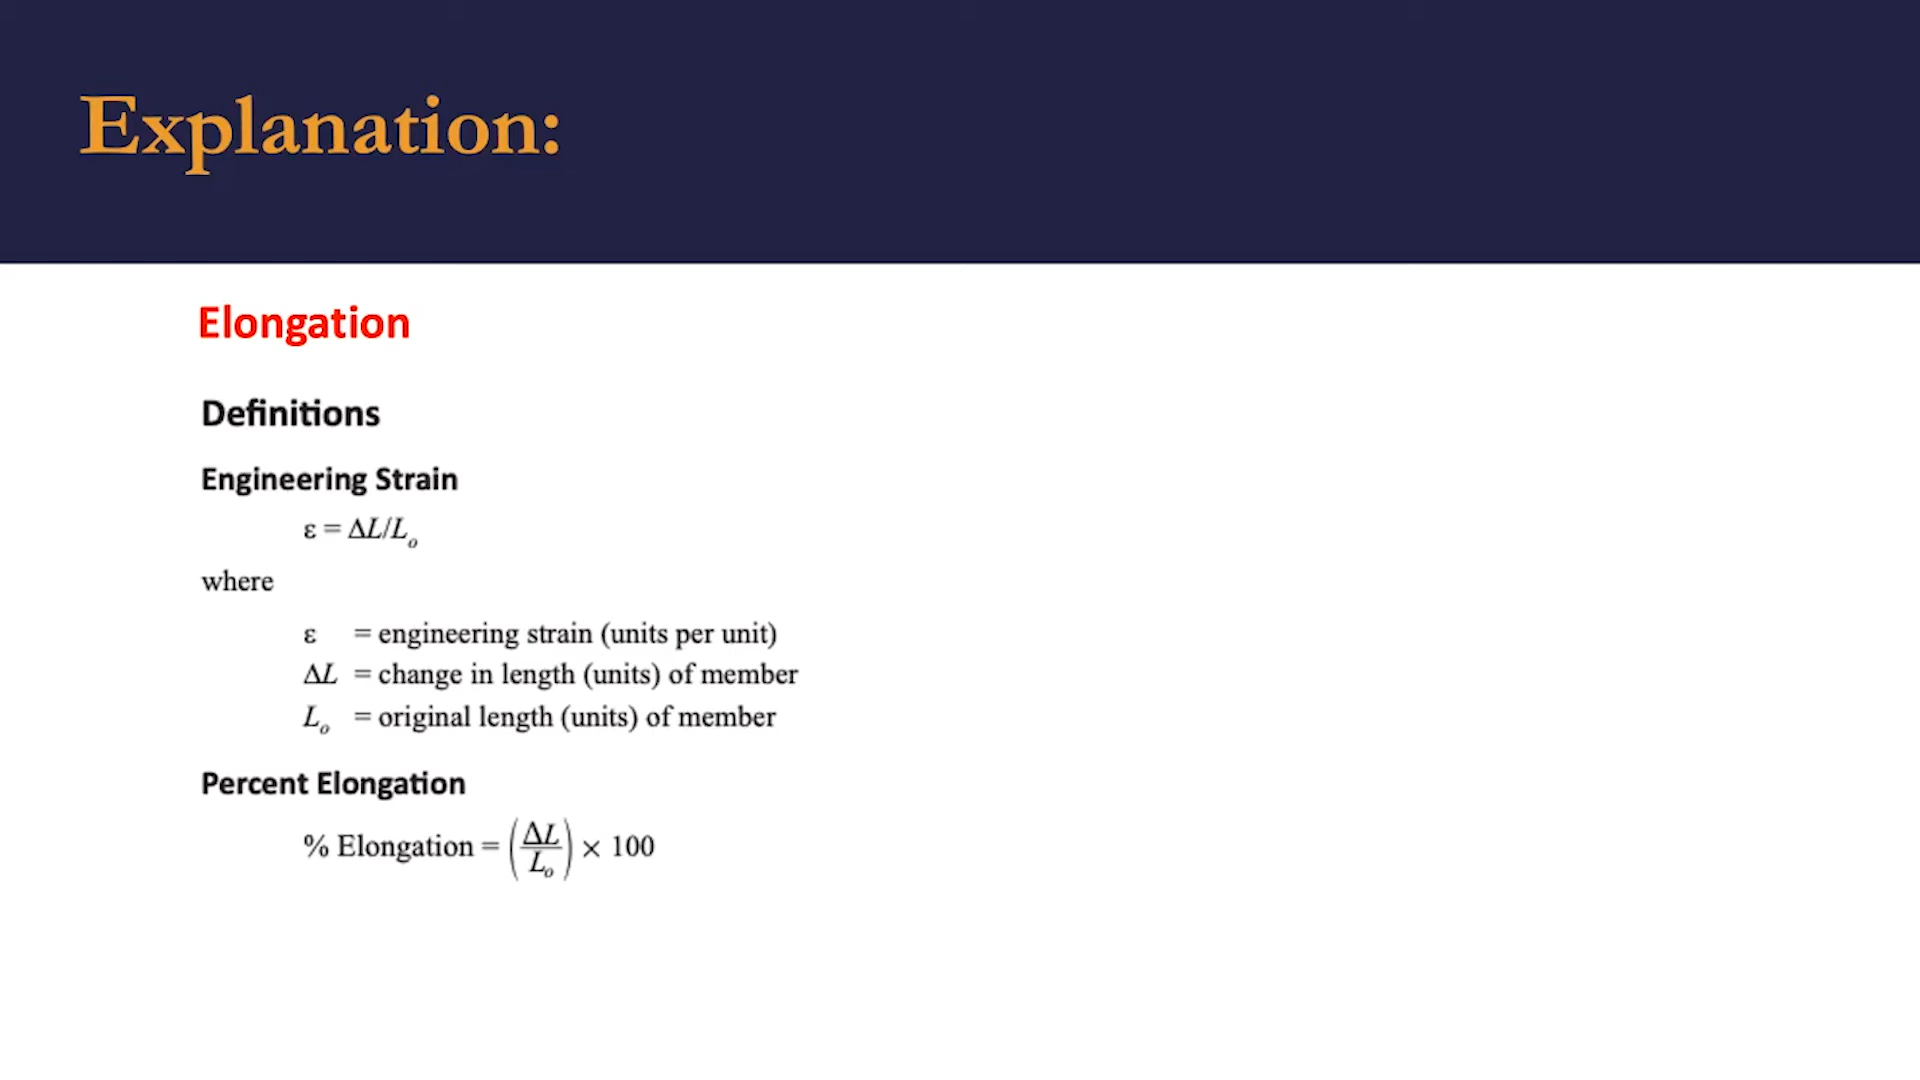 Explanation:
Elongation
Definitions
Engineering Strain
ε = ΔL/Lₒ
where
ε = engineering strain (units per unit)
ΔL = change in length (units) of member
Lₒ = original length (units) of member
Percent Elongation
% Elongation = (ΔL/Lₒ) × 100